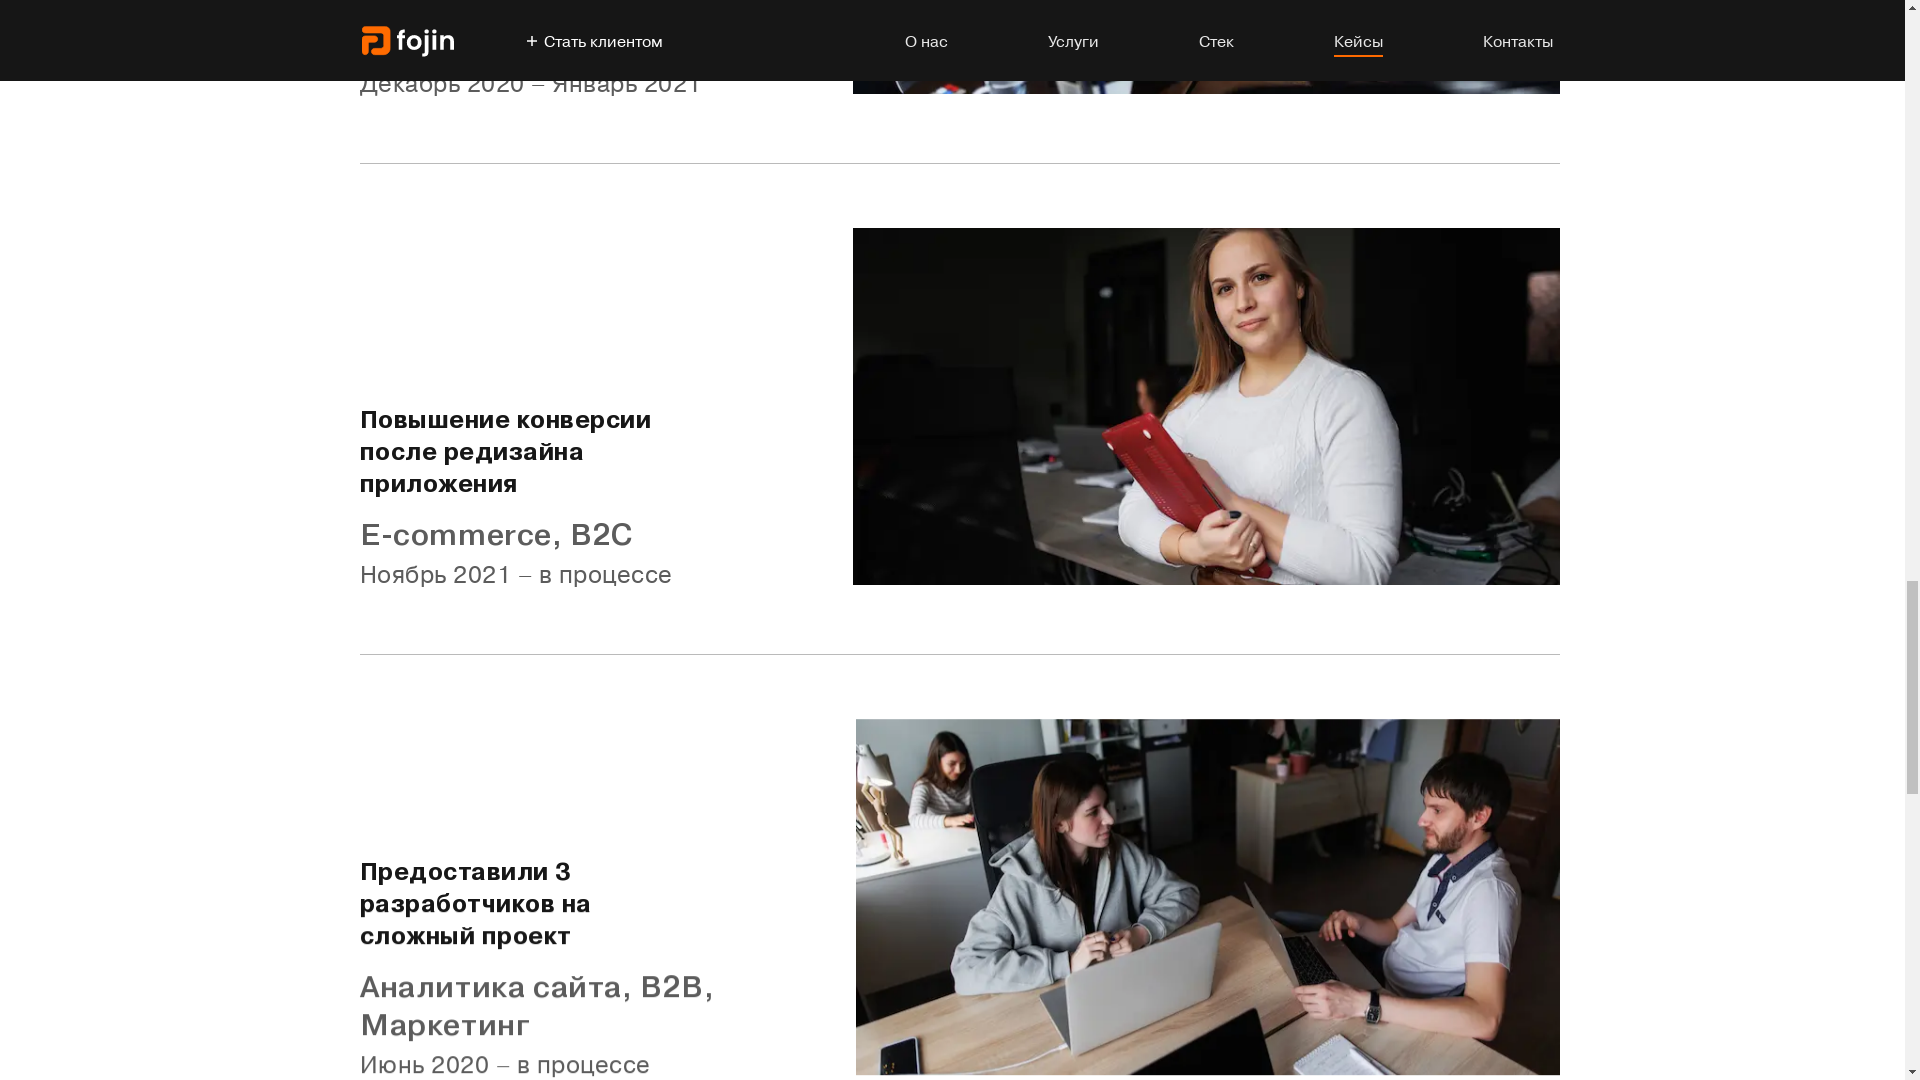 fojin
+ Стать клиентом
О нас
Услуги
Стек
Кейсы
Контакты
Декабрь 2020 – Январь 2021
Повышение конверсии
после редизайна
приложения
E-commerce, B2C
Ноябрь 2021 – в процессе
Предоставили 3
разработчиков на
сложный проект
Аналитика сайта, B2B,
Маркетинг
Июнь 2020 – в процессе